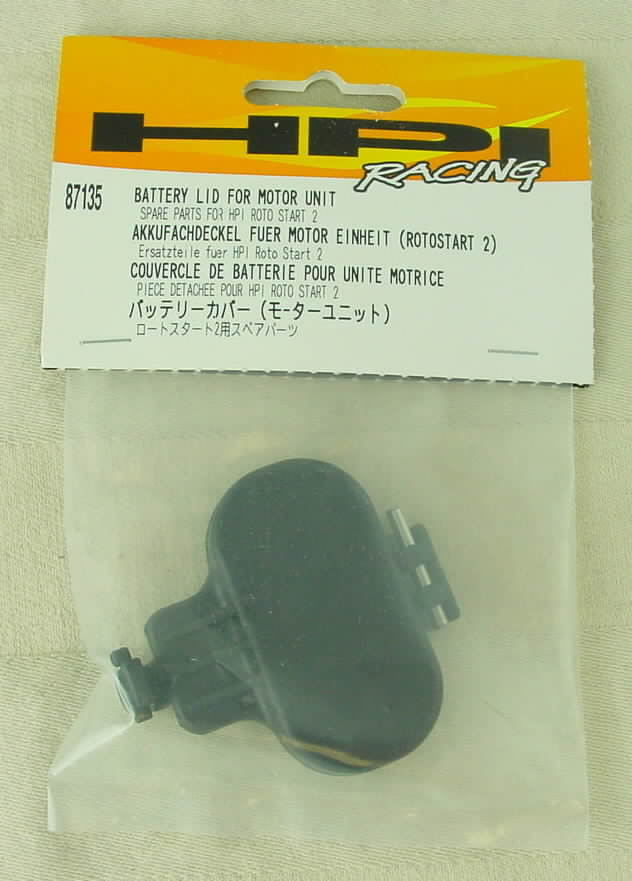 HPI
RACING
87135
BATTERY LID FOR MOTOR UNIT
SPARE PARTS FOR HPI ROTO START 2
AKKUFACHDECKEL FUER MOTOR EINHEIT (ROTOSTART 2)
Ersatzteile fuer HPI Roto Start 2
COUVERCLE DE BATTERIE POUR UNITE MOTRICE
PIECE DETACHEE POUR HPI ROTO START 2
バッテリーカバー (モーターユニット)
ロートスタート2用スペアパーツ